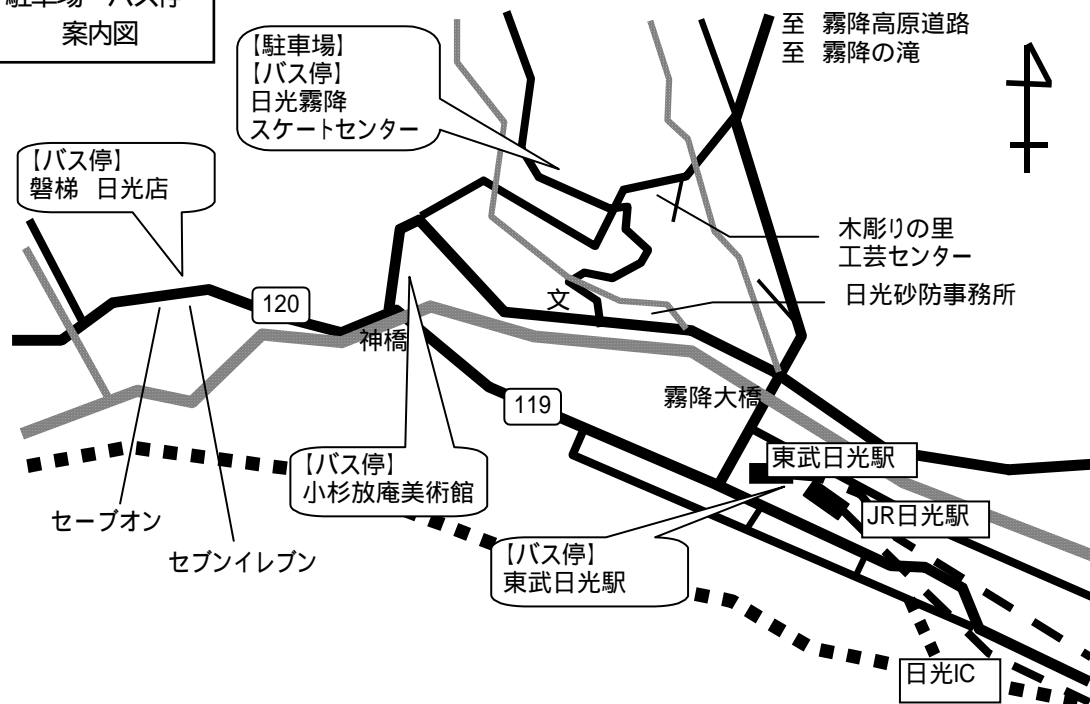 駐車場・バス停
案内図
至 霧降高原道路
至 霧降の滝
【駐車場】
【バス停】
日光霧降
スケートセンター
【バス停】
磐梯 日光店
木彫りの里
工芸センター
日光砂防事務所
文
120
神橋
119
霧降大橋
東武日光駅
JR日光駅
【バス停】
小杉放庵美術館
【バス停】
東武日光駅
セーブオン
セブンイレブン
日光IC